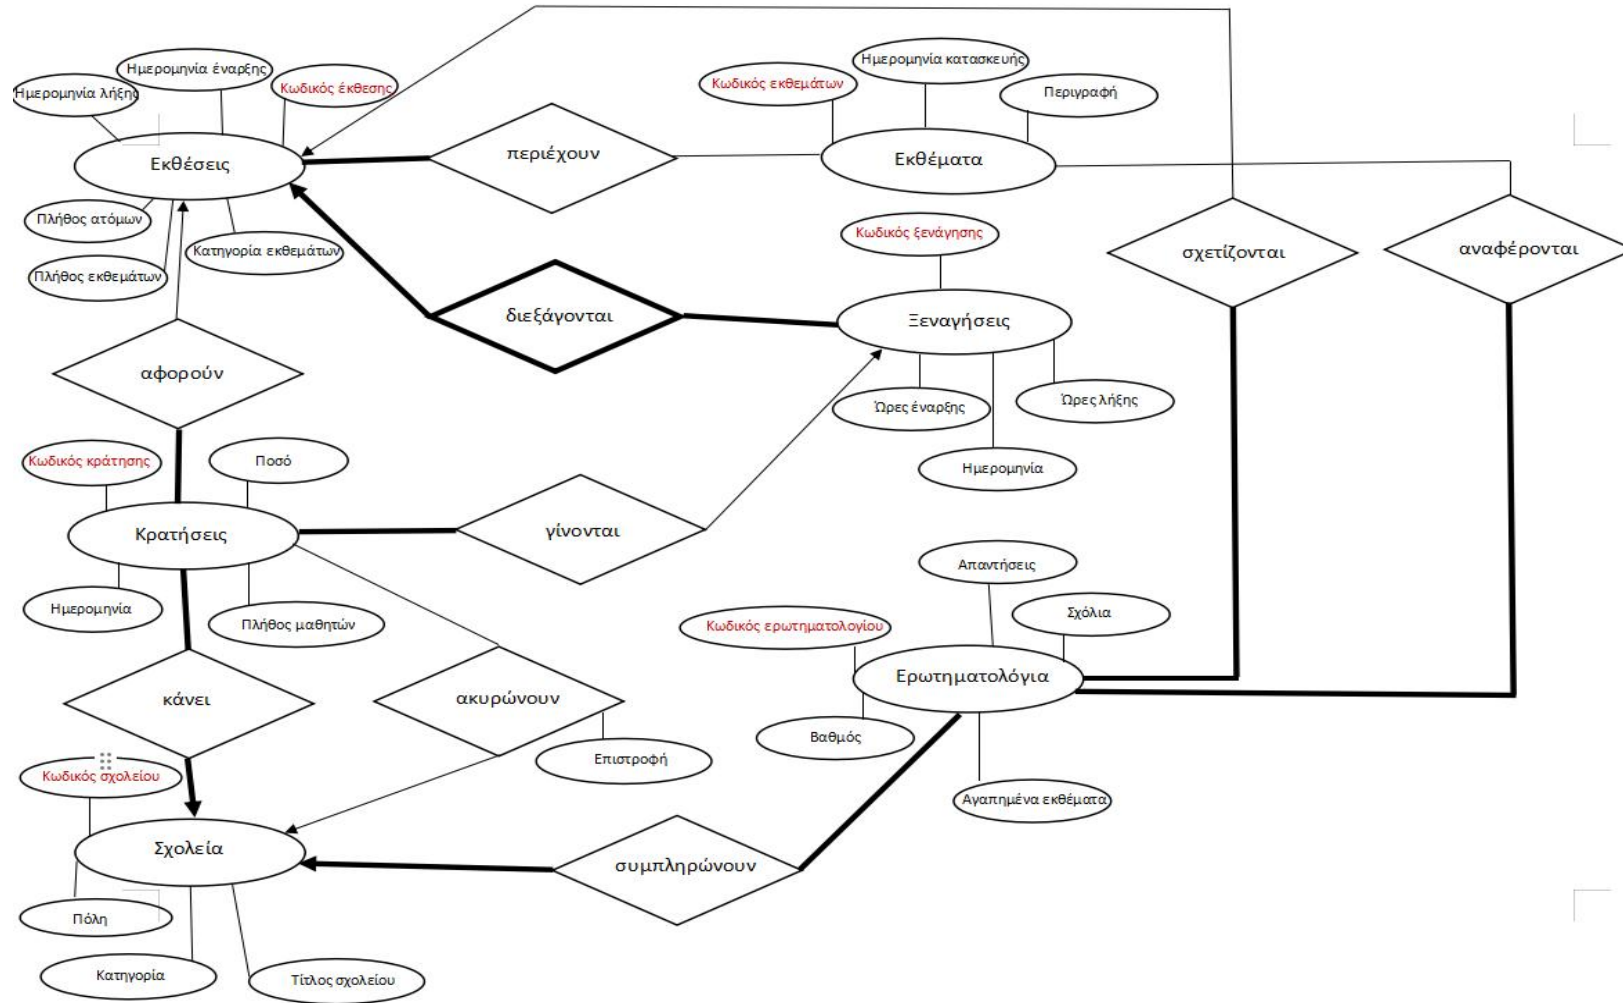 Ημερομηνία έναρξης
Ημερομηνία λήξης
Κωδικός έκθεσης
Εκθέσεις
Πλήθος ατόμων
Πλήθος εκθεμάτων
Κατηγορία εκθεμάτων
περιέχουν
Κωδικός εκθεμάτων
Ημερομηνία κατασκευής
Περιγραφή
Εκθέματα
Κωδικός ξενάγησης
σχετίζονται
αναφέρονται
διεξάγονται
Ξεναγήσεις
Ώρες έναρξης
Ώρες λήξης
Ημερομηνία
αφορούν
Κωδικός κράτησης
Ποσό
Κρατήσεις
γίνονται
Ημερομηνία
Πλήθος μαθητών
Απαντήσεις
Σχόλια
Κωδικός ερωτηματολογίου
Ερωτηματολόγια
Βαθμός
Αγαπημένα εκθέματα
κάνει
ακυρώνουν
Επιστροφή
Κωδικός σχολείου
Σχολεία
συμπληρώνουν
Πόλη
Κατηγορία
Τίτλος σχολείου